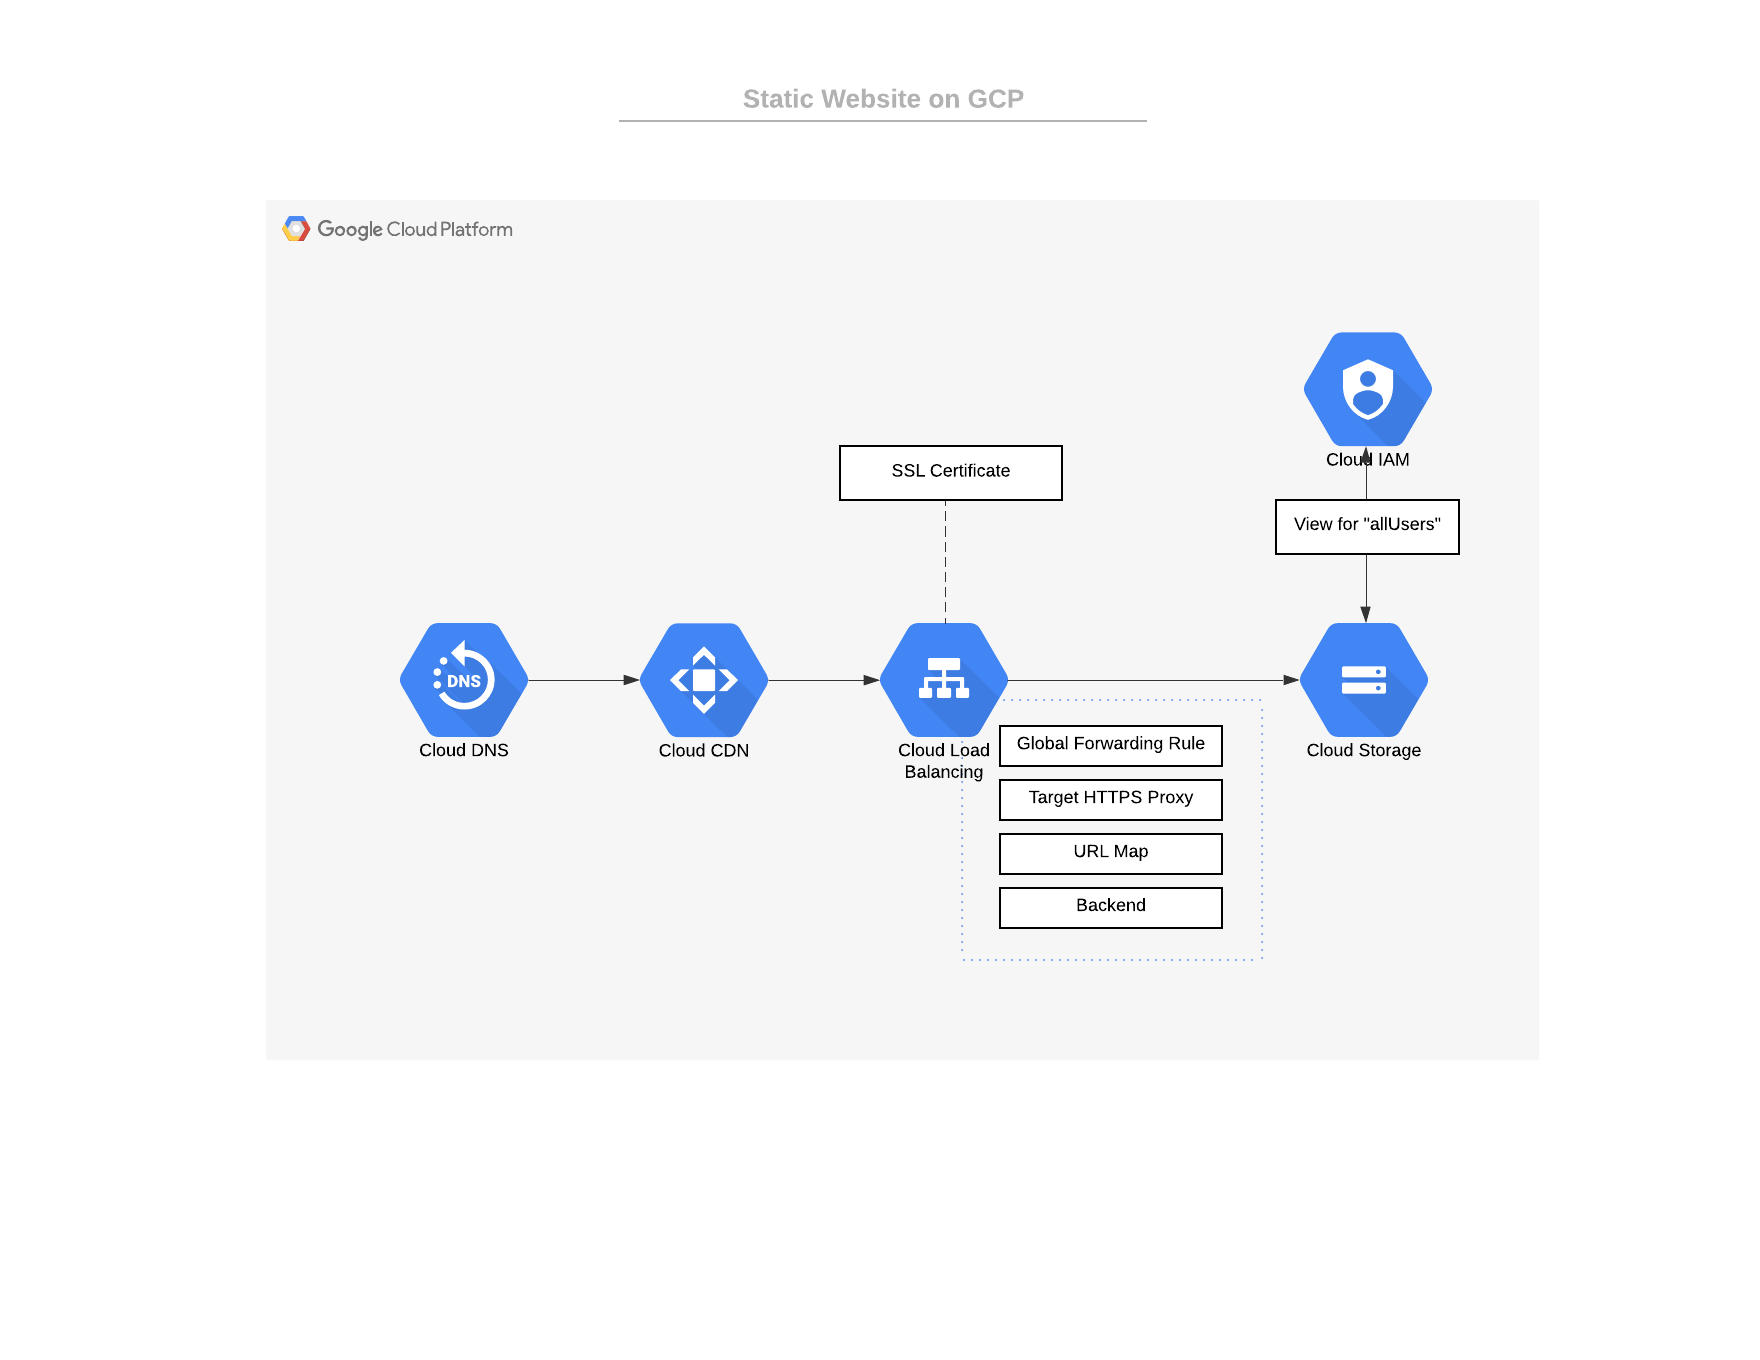 Static Website on GCP
Google Cloud Platform
Cloud IAM
SSL Certificate
View for "allUsers"
DNS
Cloud DNS
Cloud CDN
Cloud Load
Balancing
Cloud Storage
Global Forwarding Rule
Target HTTPS Proxy
URL Map
Backend